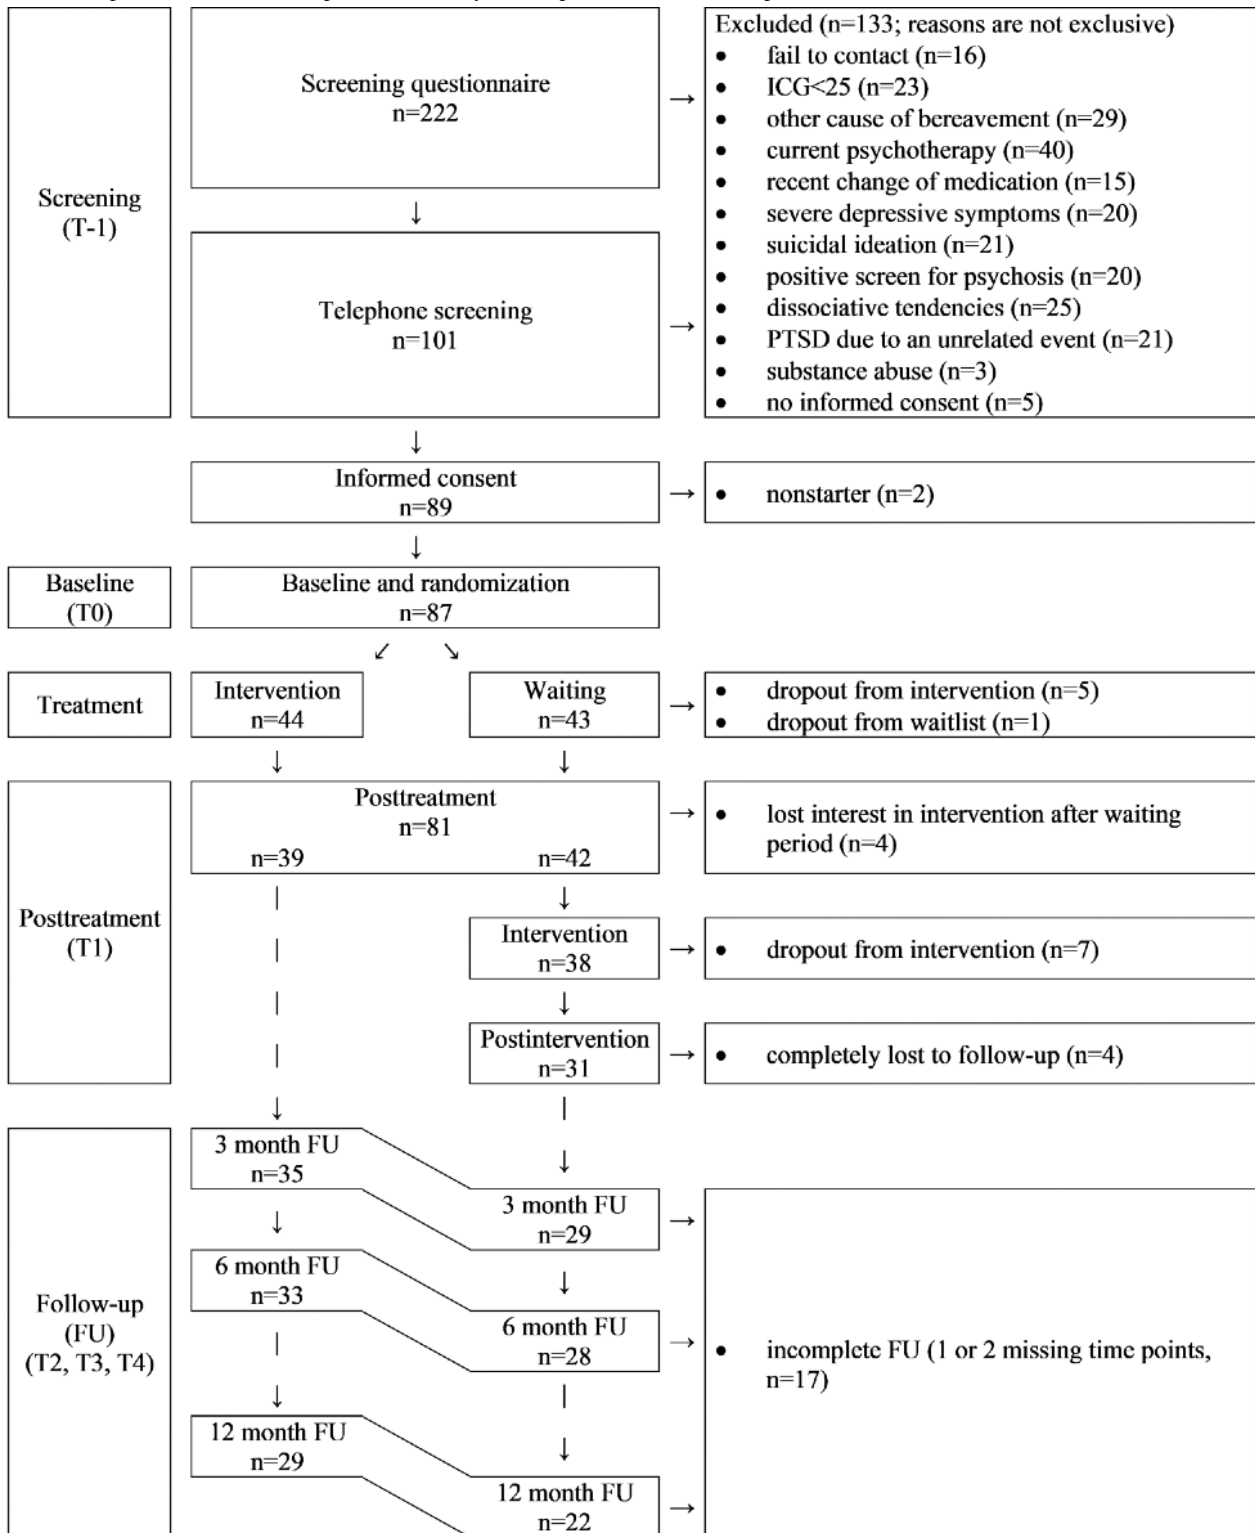 Screening
(T-1)
Screening questionnaire
n=222
→
Excluded (n=133; reasons are not exclusive)
• fail to contact (n=16)
• ICG<25 (n=23)
• other cause of bereavement (n=29)
• current psychotherapy (n=40)
• recent change of medication (n=15)
• severe depressive symptoms (n=20)
• suicidal ideation (n=21)
• positive screen for psychosis (n=20)
• dissociative tendencies (n=25)
• PTSD due to an unrelated event (n=21)
• substance abuse (n=3)
• no informed consent (n=5)
↓
Telephone screening
n=101
→
↓
Informed consent
n=89
→
• nonstarter (n=2)
↓
Baseline
(T0)
Baseline and randomization
n=87
↙ ↘
Treatment
Intervention
n=44
Waiting
n=43
→
• dropout from intervention (n=5)
• dropout from waitlist (n=1)
↓ ↓
Posttreatment
(T1)
Posttreatment
n=81
n=39 n=42
→
• lost interest in intervention after waiting
period (n=4)
↓
Intervention
n=38
→
• dropout from intervention (n=7)
↓
Postintervention
n=31
→
• completely lost to follow-up (n=4)
↓
Follow-up
(FU)
(T2, T3, T4)
3 month FU
n=35
↓
3 month FU
n=29
→
↓
6 month FU
n=33
↓
6 month FU
n=28
→
• incomplete FU (1 or 2 missing time points,
n=17)
↓
12 month FU
n=29
↓
12 month FU
n=22
→